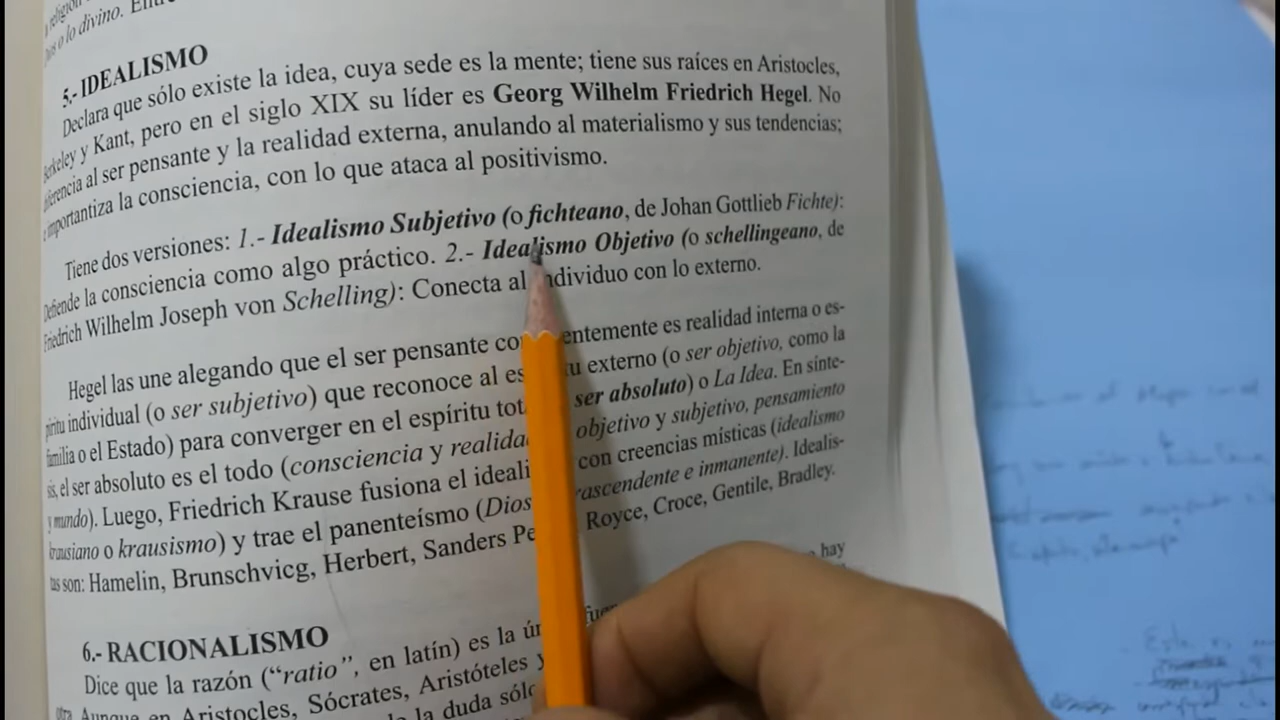 o lo divino.
5.- IDEALISMO
Declara que sólo existe la idea, cuya sede es la mente; tiene sus raíces en Aristocles,
Berkeley y Kant, pero en el siglo XIX su líder es Georg Wilhelm Friedrich Hegel. No
diferencia al ser pensante y la realidad externa, anulando al materialismo y sus tendencias;
e importantiza la consciencia, con lo que ataca al positivismo.
Tiene dos versiones: 1.- Idealismo Subjetivo (o fichteano, de Johan Gottlieb Fichte):
Defiende la consciencia como algo práctico. 2.- Idealismo Objetivo (o schellingeano, de
Friedrich Wilhelm Joseph von Schelling): Conecta al individuo con lo externo.
Hegel las une alegando que el ser pensante entemente es realidad interna o es-
píritu individual (o ser subjetivo) que reconoce al externo (o ser objetivo, como la
familia o el Estado) para converger en el espíritu ser absoluto) o La Idea. En sínte-
sis, el ser absoluto es el todo (consciencia y objetivo y subjetivo, pensamiento
y mundo). Luego, Friedrich Krause fusiona el con creencias místicas (idealismo
krausiano o krausismo) y trae el panenteísmo (Dios rascendente e inmanente). Idealis-
tas son: Hamelin, Brunschvicg, Herbert, Sanders Royce, Croce, Gentile, Bradley.
hay
6.- RACIONALISMO
Dice que la razón ("ratio", en latín) es la
Aunque en Aristocles, Sócrates, Aristóteles y
la duda